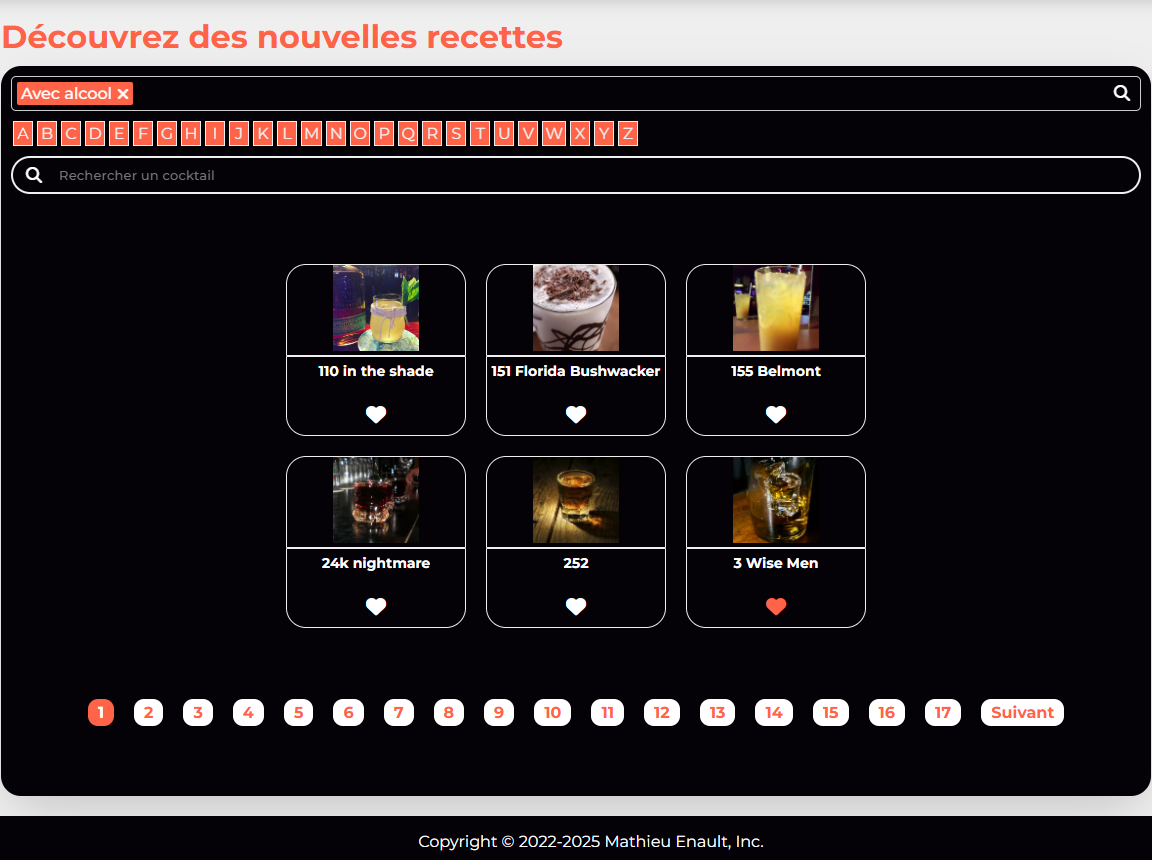 Découvrez des nouvelles recettes
Avec alcool
A B C D E F G H I J K L M N O P Q R S T U V W X Y Z
Rechercher un cocktail
110 in the shade
151 Florida Bushwacker
155 Belmont
24k nightmare
252
3 Wise Men
1 2 3 4 5 6 7 8 9 10 11 12 13 14 15 16 17 Suivant
Copyright © 2022-2025 Mathieu Enault, Inc.